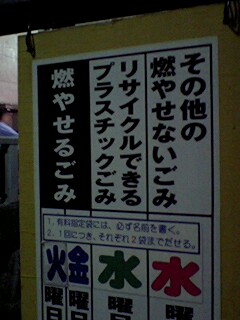 その他の
燃やせないごみ
リサイクルできる
プラスチックごみ
燃やせるごみ
1. 有料指定袋には、必ず名前を書く。
2. 1回につき、それぞれ2袋までだせる。
水
曜日
水
曜日
金
曜日
火
曜日